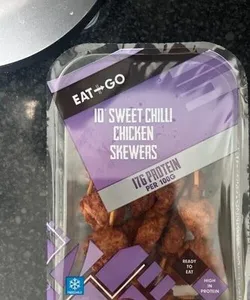 EAT GO
10 SWEET CHILLI
CHICKEN
SKEWERS
17G PROTEIN
PER 100G
READY
TO
EAT
HIGH
IN
PROTEIN